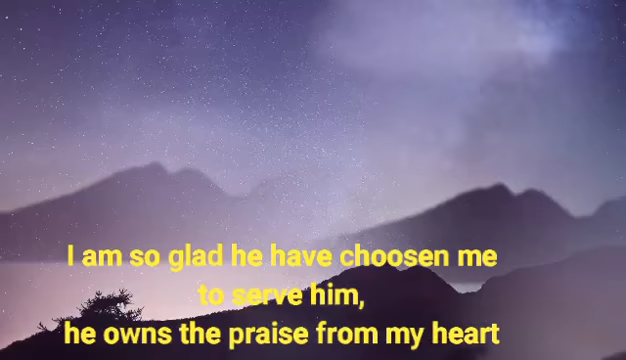 I am so glad he have choosen me
to serve him,
he owns the praise from my heart